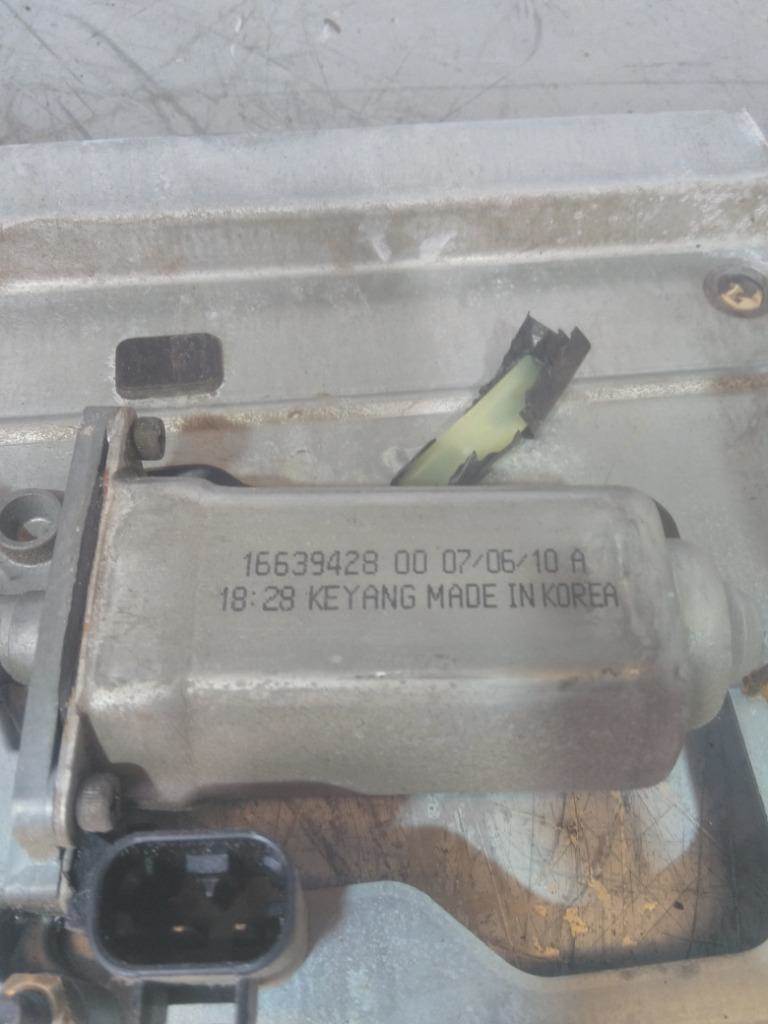 16639428 00 07/06/10 A
18:28 KEYANG MADE IN KOREA